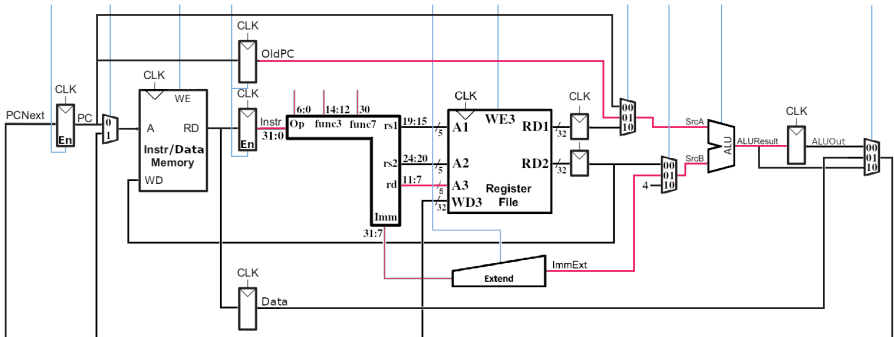 CLK
OldPC
CLK
PCNext
PC
En
0
1
CLK
WE
A
RD
Instr/Data
Memory
WD
CLK
Instr
31:0
En
6:0
14:12
30
Op
func3
func7
rs1
19:15
rs2
24:20
rd
11:7
Imm
31:7
CLK
WE3
A1
5
RD1
32
A2
5
RD2
32
A3
5
Register
File
WD3
32
CLK
CLK
00
01
10
00
01
10
4
SrcA
SrcB
ALU
ALUResult
CLK
ALUOut
00
01
10
Extend
ImmExt
CLK
Data